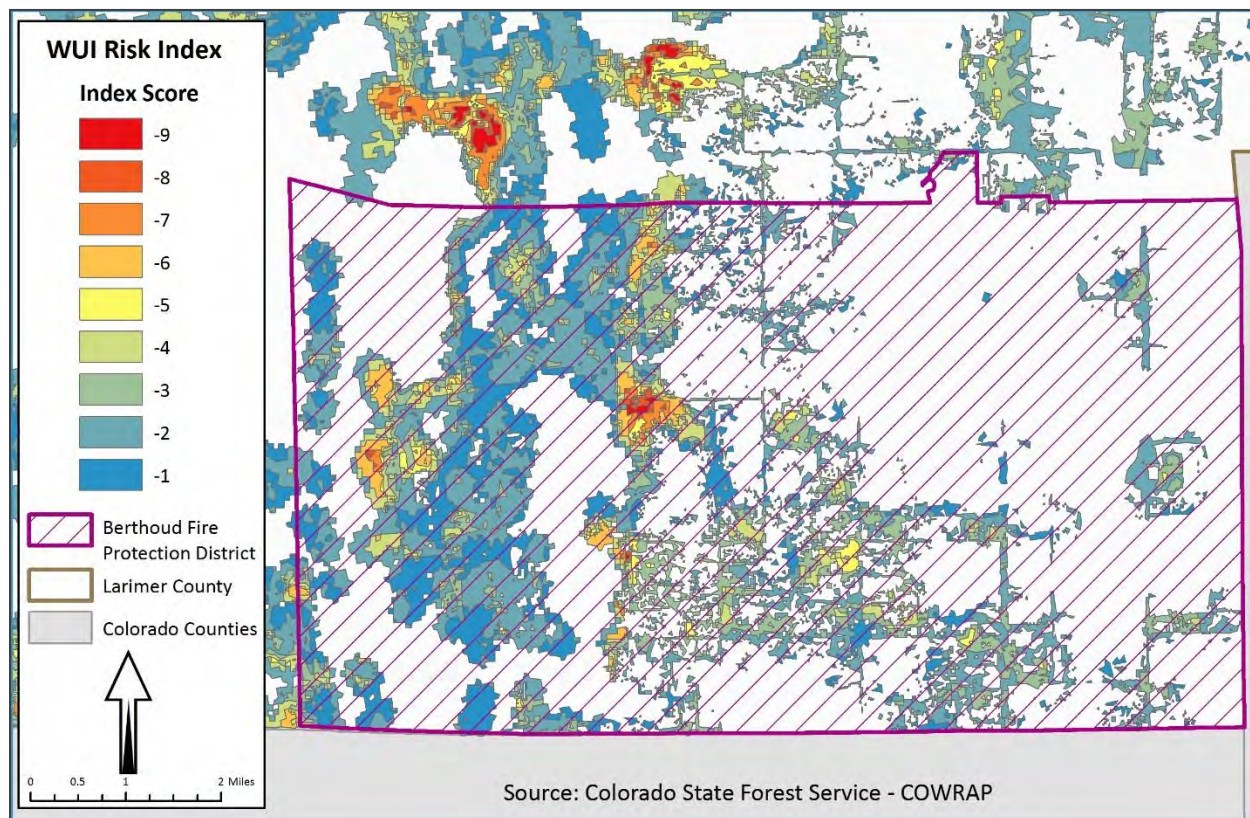 WUI Risk Index
Index Score
-9
-8
-7
-6
-5
-4
-3
-2
-1
Berthoud Fire
Protection District
Larimer County
Colorado Counties
0 0.5 1 2 Miles
Source: Colorado State Forest Service - COWRAP